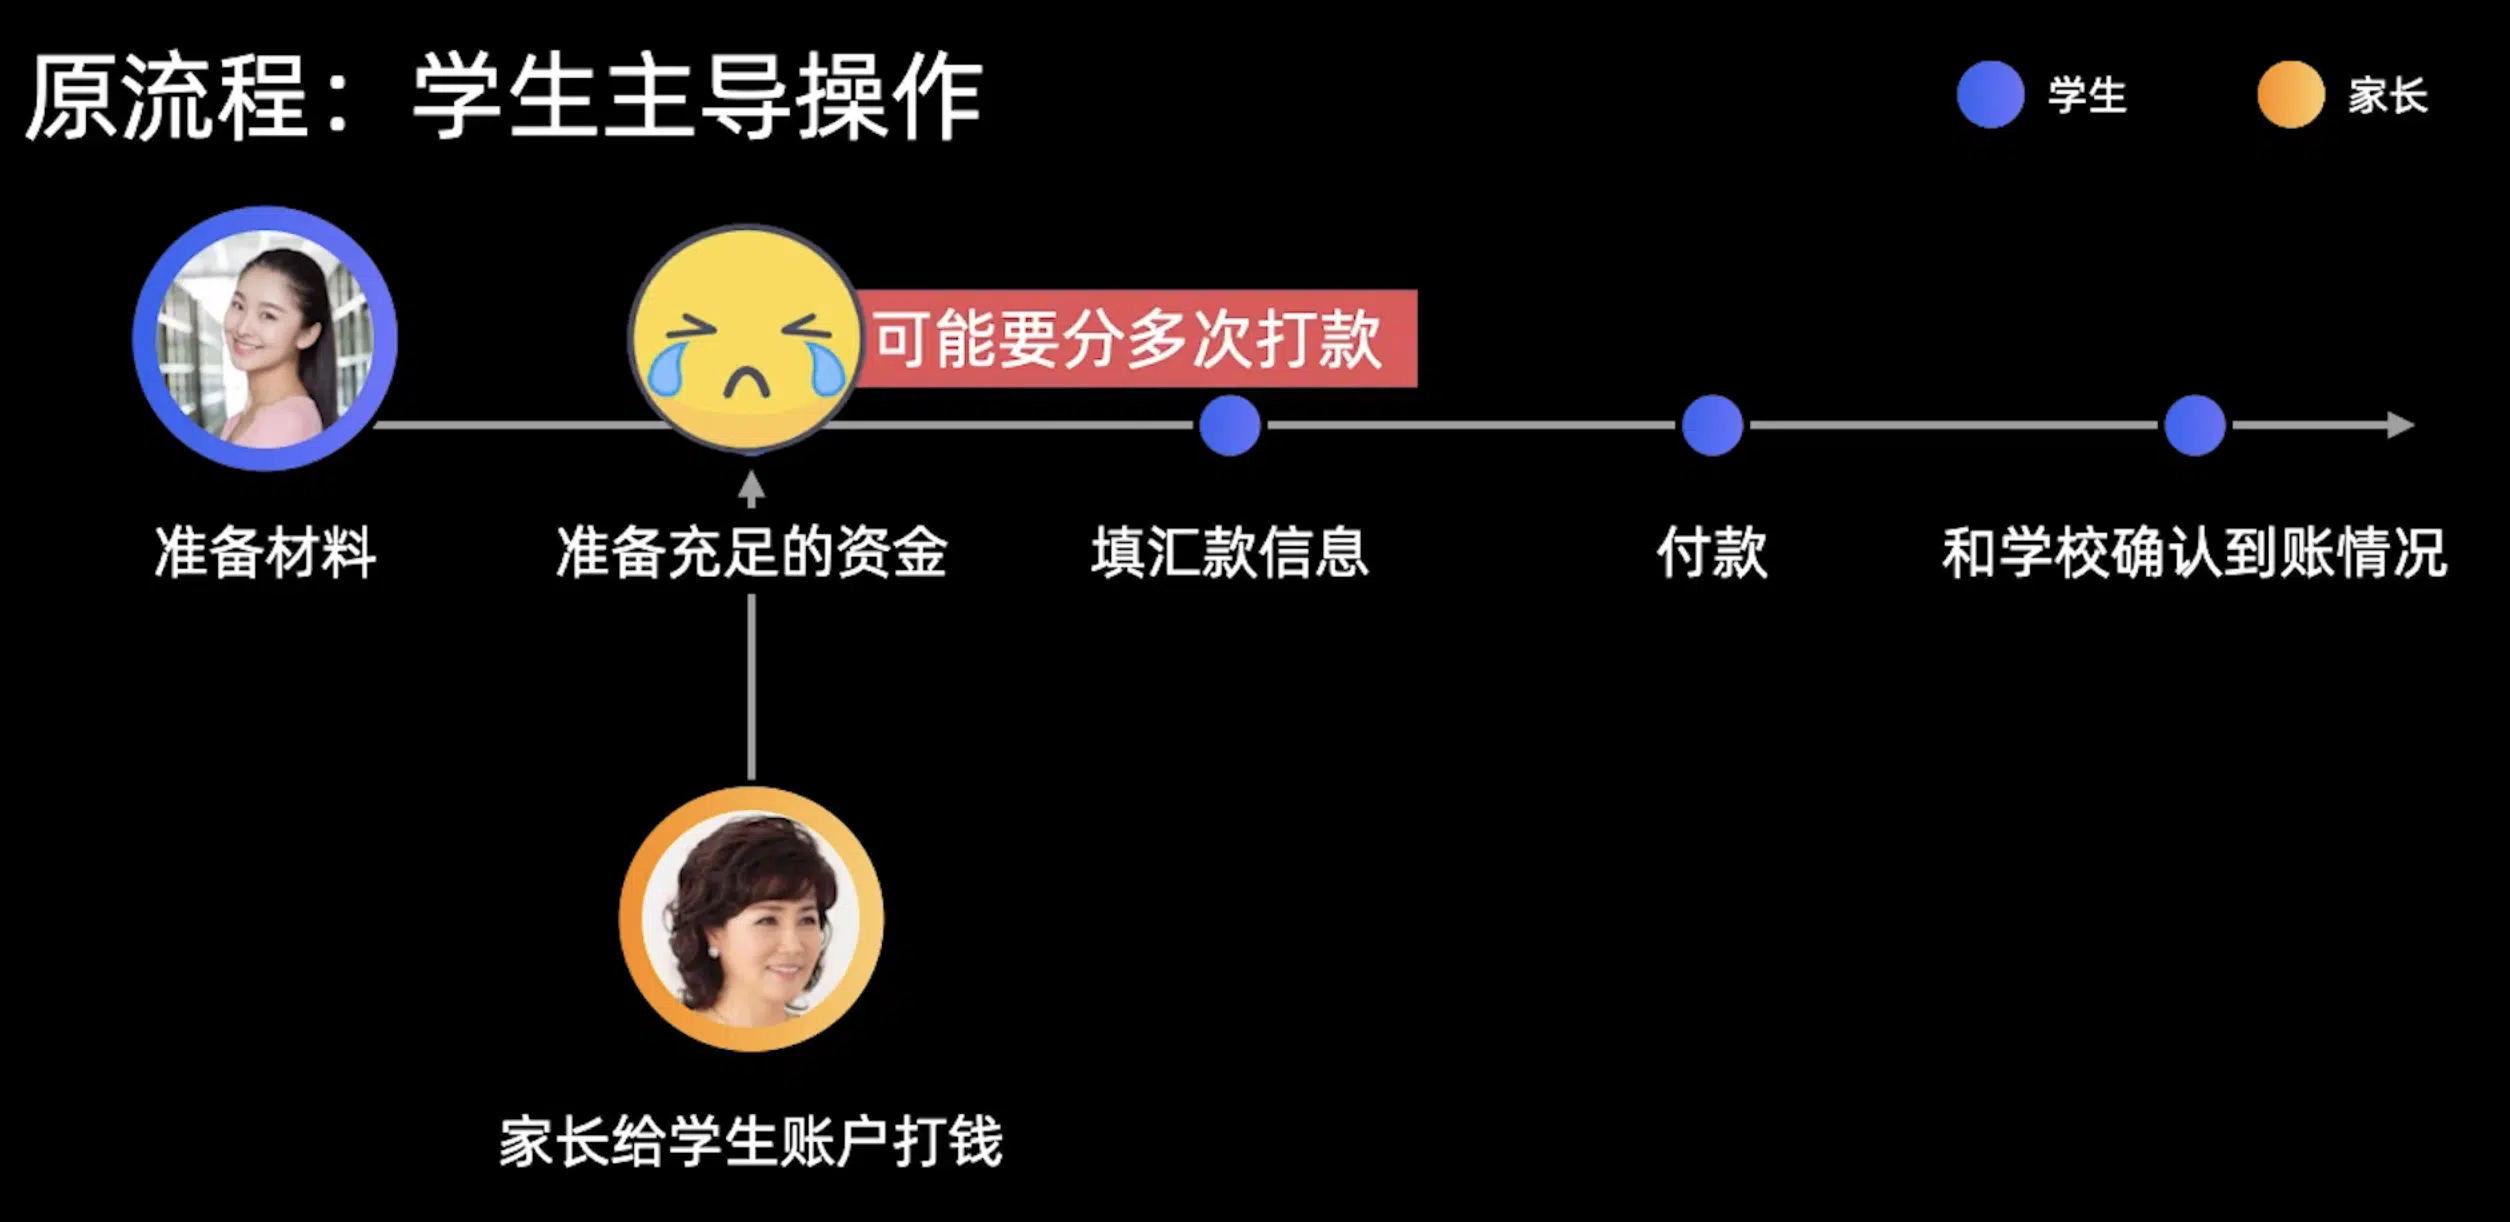 原流程：学生主导操作
学生
家长
可能要分多次打款
准备材料
准备充足的资金
填汇款信息
付款
和学校确认到账情况
家长给学生账户打钱